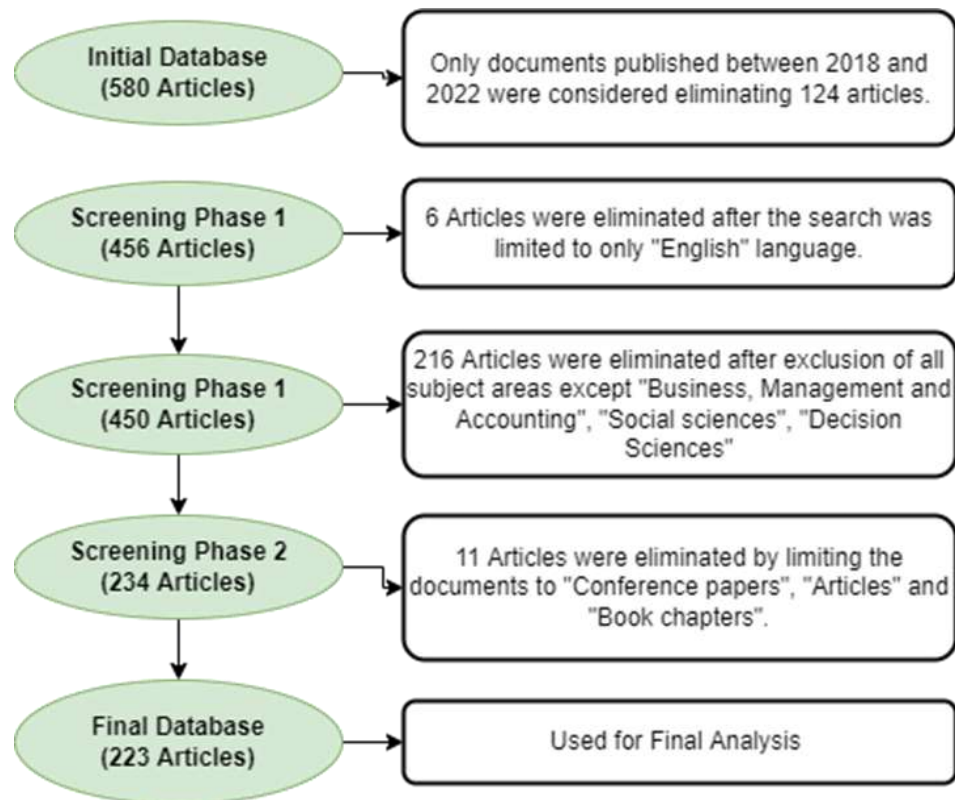 Initial Database
(580 Articles)
Only documents published between 2018 and
2022 were considered eliminating 124 articles.
Screening Phase 1
(456 Articles)
6 Articles were eliminated after the search was
limited to only "English" language.
Screening Phase 1
(450 Articles)
216 Articles were eliminated after exclusion of all
subject areas except "Business, Management and
Accounting", "Social sciences", "Decision
Sciences"
Screening Phase 2
(234 Articles)
11 Articles were eliminated by limiting the
documents to "Conference papers", "Articles" and
"Book chapters".
Final Database
(223 Articles)
Used for Final Analysis